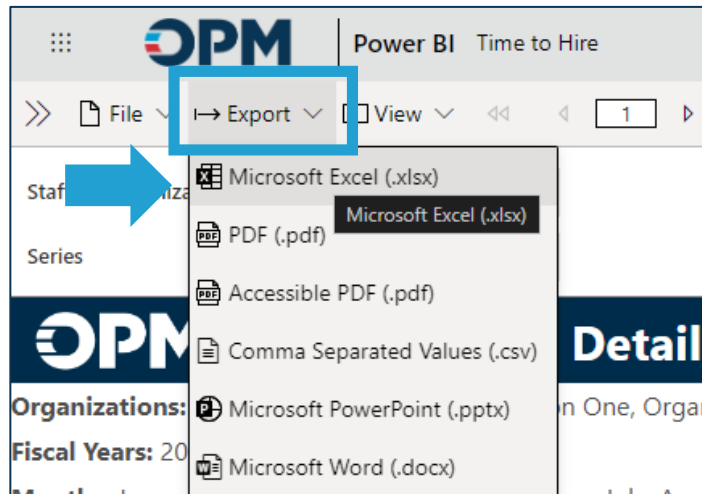 OPM Power BI Time to Hire
File Export View 1
Microsoft Excel (.xlsx)
Microsoft Excel (.xlsx)
PDF (.pdf)
Series
Accessible PDF (.pdf)
OPM Detail
Comma Separated Values (.csv)
Organizations: One, Orga
Microsoft PowerPoint (.pptx)
Fiscal Years: 20
Microsoft Word (.docx)